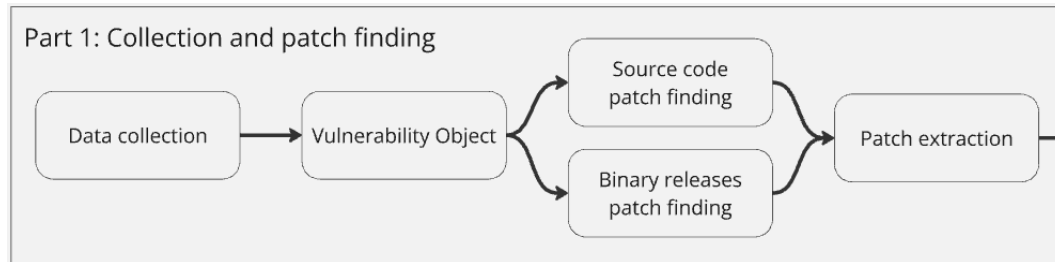 Part 1: Collection and patch finding
Data collection
Vulnerability Object
Source code
patch finding
Binary releases
patch finding
Patch extraction